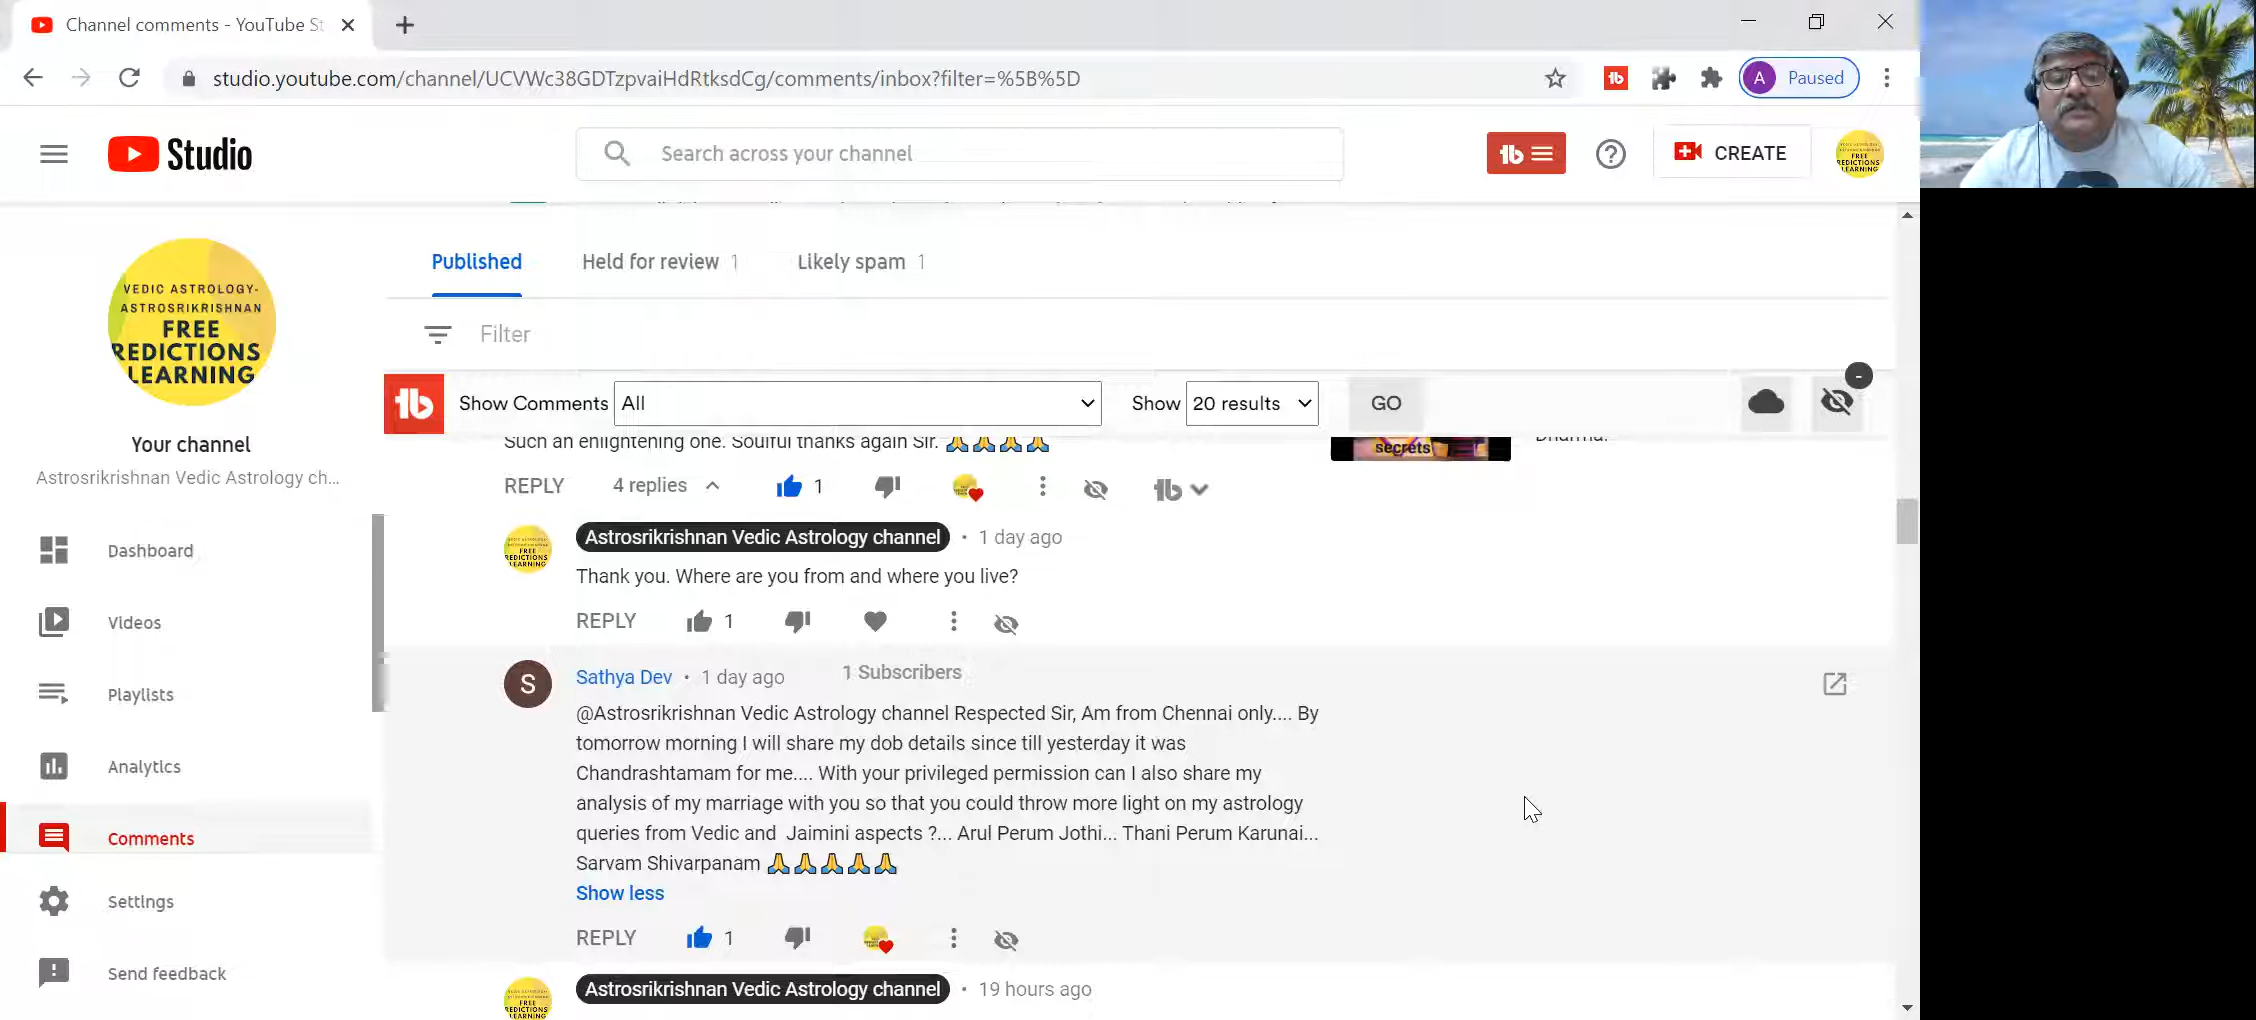 Channel comments - YouTube St
studio.youtube.com/channel/UCVWc38GDTzpvaiHdRtksdCg/comments/inbox?filter=%5B%5D
A Paused
Studio
Search across your channel
CREATE
VEDIC ASTROLOGY-
ASTROSRIKRISHNAN
FREE
REDICTIONS
LEARNING
Your channel
Astrosrikrishnan Vedic Astrology ch...
Dashboard
Videos
Playlists
Analytics
Comments
Settings
Send feedback
Published
Held for review 1
Likely spam 1
Filter
Show Comments All
Show 20 results
GO
Such an enlightening one. Soulful thanks again Sir. 🙏🙏🙏🙏
secrets
Dharma.
REPLY 4 replies 1
Astrosrikrishnan Vedic Astrology channel • 1 day ago
Thank you. Where are you from and where you live?
REPLY 1
S
Sathya Dev • 1 day ago 1 Subscribers
@Astrosrikrishnan Vedic Astrology channel Respected Sir, Am from Chennai only.... By
tomorrow morning I will share my dob details since till yesterday it was
Chandrashtamam for me.... With your privileged permission can I also share my
analysis of my marriage with you so that you could throw more light on my astrology
queries from Vedic and Jaimini aspects ?... Arul Perum Jothi... Thani Perum Karunai...
Sarvam Shivarpanam 🙏🙏🙏🙏🙏
Show less
REPLY 1
Astrosrikrishnan Vedic Astrology channel • 19 hours ago